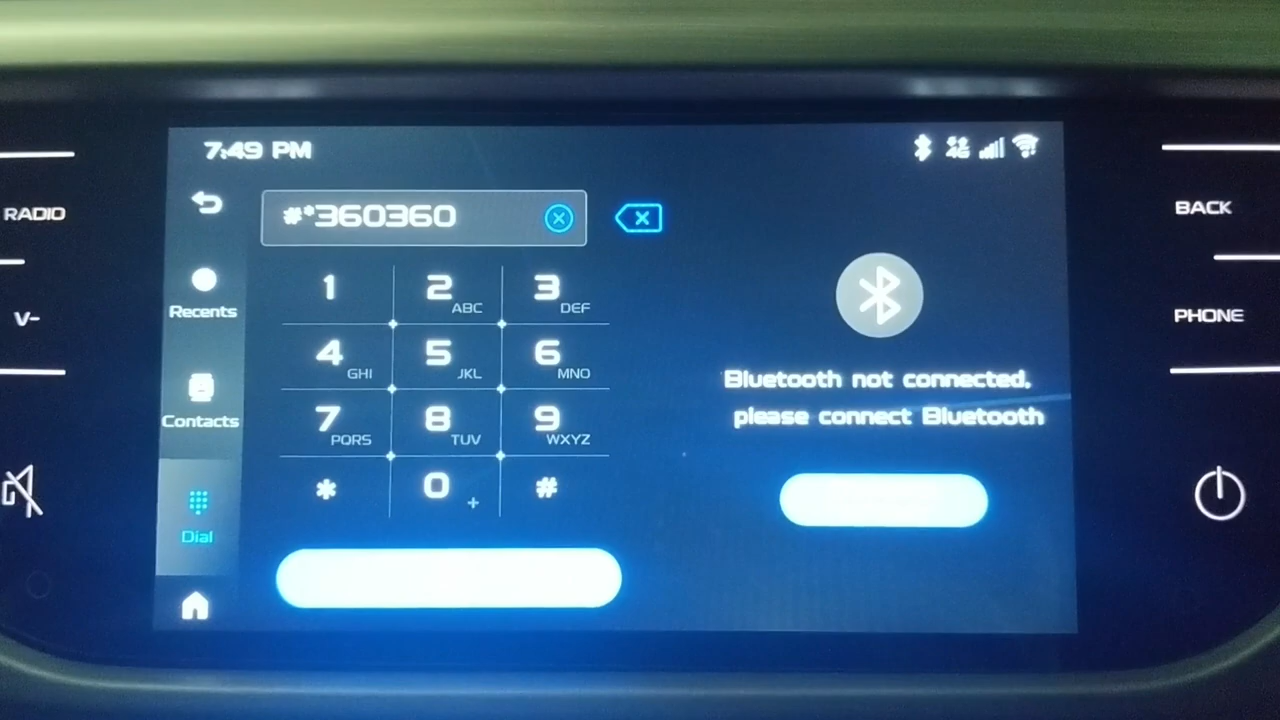 7:49 PM
4G
RADIO
BACK
#*360360
1
2 ABC
3 DEF
Recents
V-
PHONE
4 GHI
5 JKL
6 MNO
Bluetooth not connected,
please connect Bluetooth
Contacts
7 PQRS
8 TUV
9 WXYZ
*
0 +
#
Dial